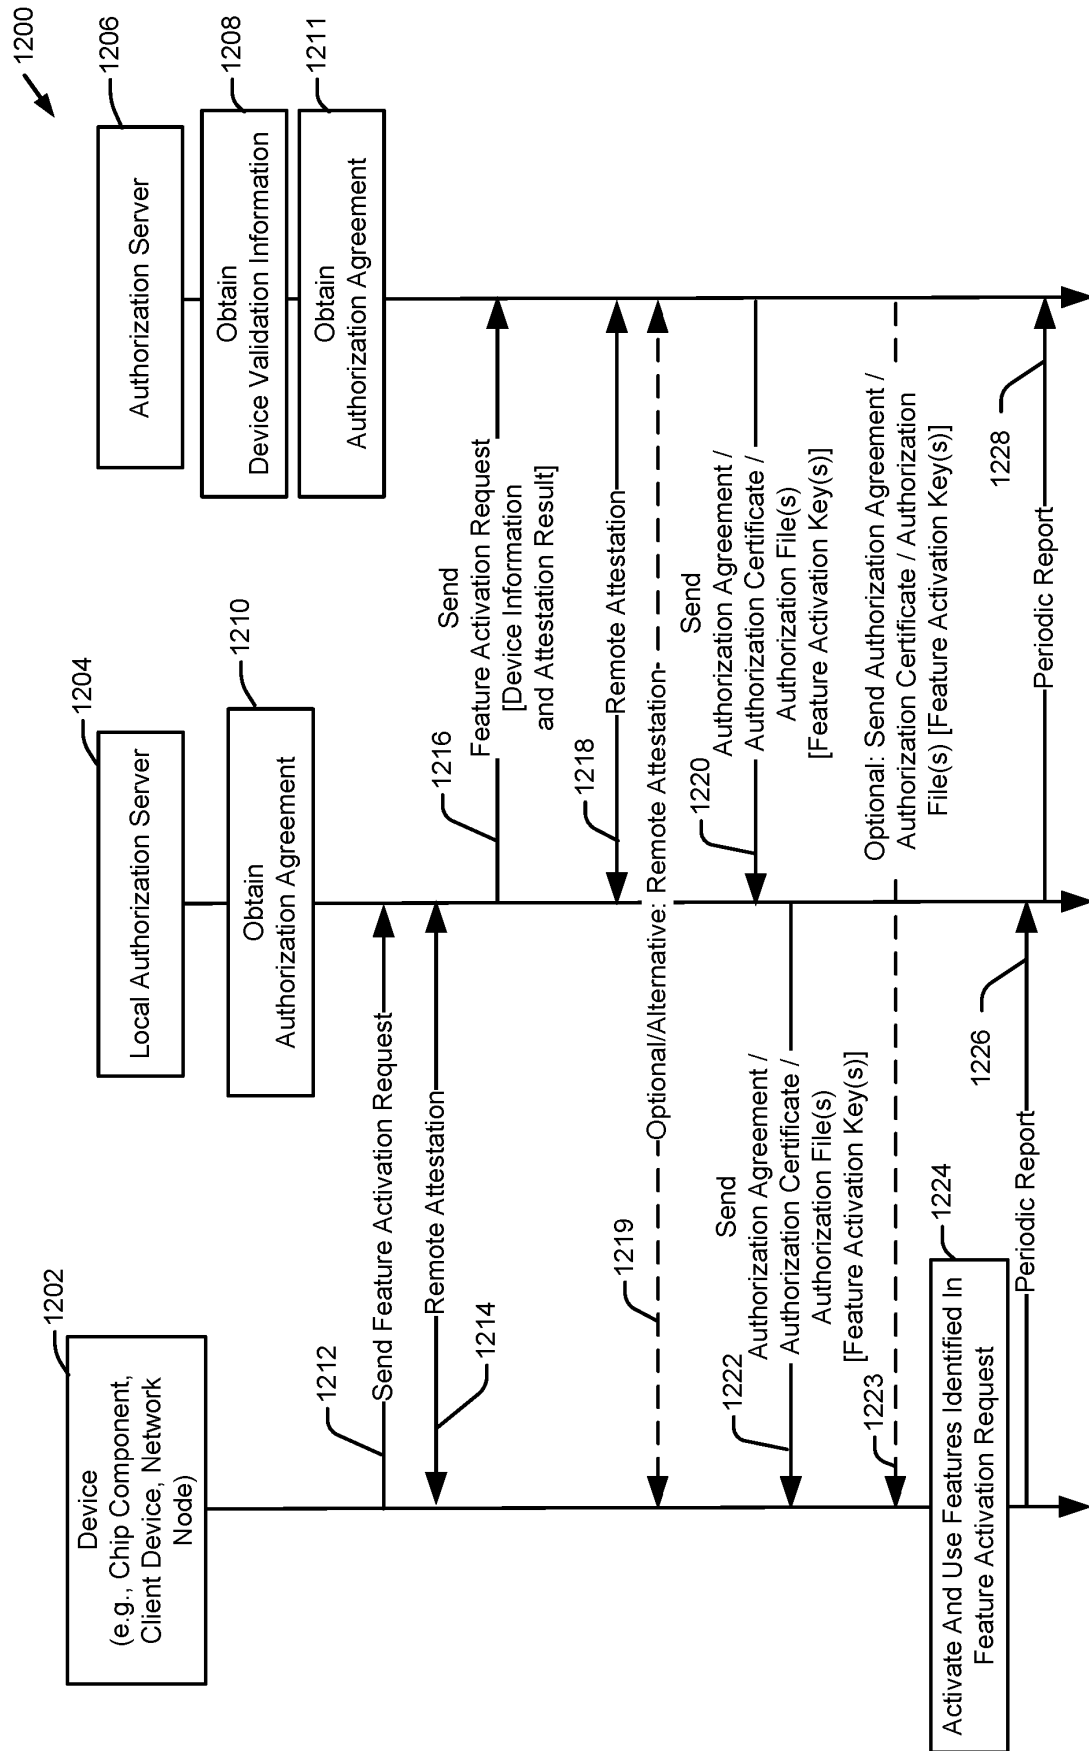 1200
1202
Device
(e.g., Chip Component,
Client Device, Network
Node)
1204
Local Authorization Server
1206
Authorization Server
1208
Obtain
Device Validation Information
1210
Obtain
Authorization Agreement
1211
Obtain
Authorization Agreement
1212
Send Feature Activation Request
Remote Attestation
1214
1216
Send
Feature Activation Request
[Device Information
and Attestation Result]
1218
Remote Attestation
1219
Optional/Alternative: Remote Attestation
1220
Send
Authorization Agreement /
Authorization Certificate /
Authorization File(s)
[Feature Activation Key(s)]
1222
Send
Authorization Agreement /
Authorization Certificate /
Authorization File(s)
[Feature Activation Key(s)]
1223
Optional: Send Authorization Agreement /
Authorization Certificate / Authorization
File(s) [Feature Activation Key(s)]
1224
Activate And Use Features Identified In
Feature Activation Request
1226
Periodic Report
1228
Periodic Report